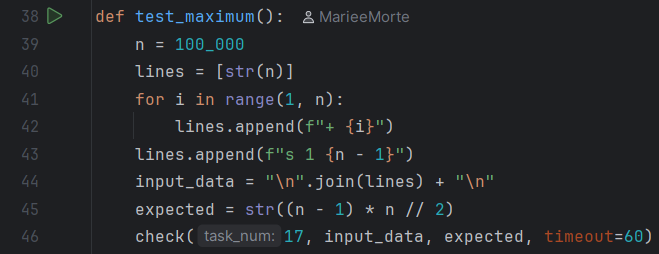 38 def test_maximum(): MarieeMorte
39 n = 100_000
40 lines = [str(n)]
41 for i in range(1, n):
42 lines.append(f"+ {i}")
43 lines.append(f"s 1 {n - 1}")
44 input_data = "\n".join(lines) + "\n"
45 expected = str((n - 1) * n // 2)
46 check( task_num: 17, input_data, expected, timeout=60)